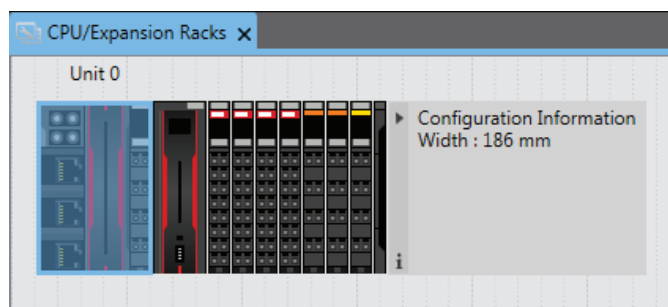 CPU/Expansion Racks
Unit 0
Configuration Information
Width : 186 mm